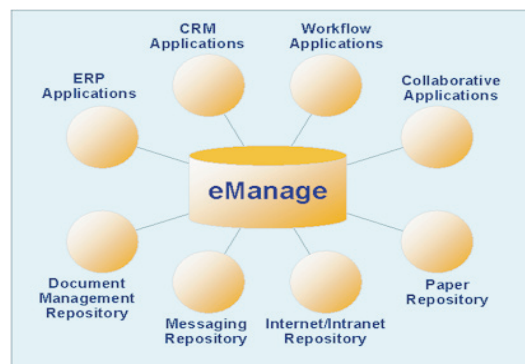 CRM
Applications
Workflow
Applications
ERP
Applications
Collaborative
Applications
eManage
Document
Management
Repository
Messaging
Repository
Internet/Intranet
Repository
Paper
Repository